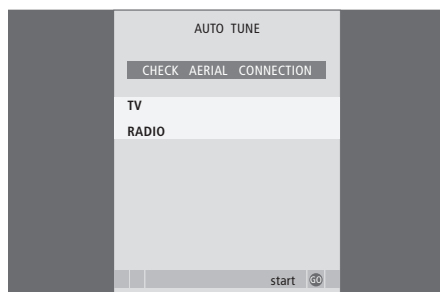 AUTO TUNE
CHECK AERIAL CONNECTION
TV
RADIO
start GO